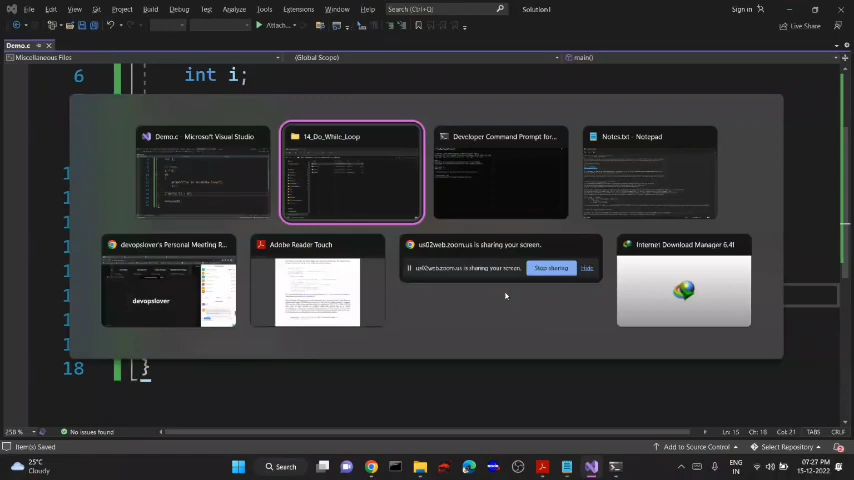 File Edit View Git Project Build Debug Test Analyze Tools Extensions Window Help Search (Ctrl+Q) Solution1 Sign in
Attach... Live Share
Demo.c
Miscellaneous Files (Global Scope) main()
6 int i;
Demo.c - Microsoft Visual Studio 14_Do_While_Loop Developer Command Prompt for... Notes.txt - Notepad
devopslover's Personal Meeting R... Adobe Reader Touch us02web.zoom.us is sharing your screen. Internet Download Manager 6.41
us02web.zoom.us is sharing your screen. Stop sharing Hide
devopslover
18 }
250 % No issues found Ln: 15 Ch: 18 Col: 21 TABS CRLF
Item(s) Saved Add to Source Control Select Repository
25°C
Cloudy
Search
ENG
IN
07:27 PM
15-12-2022